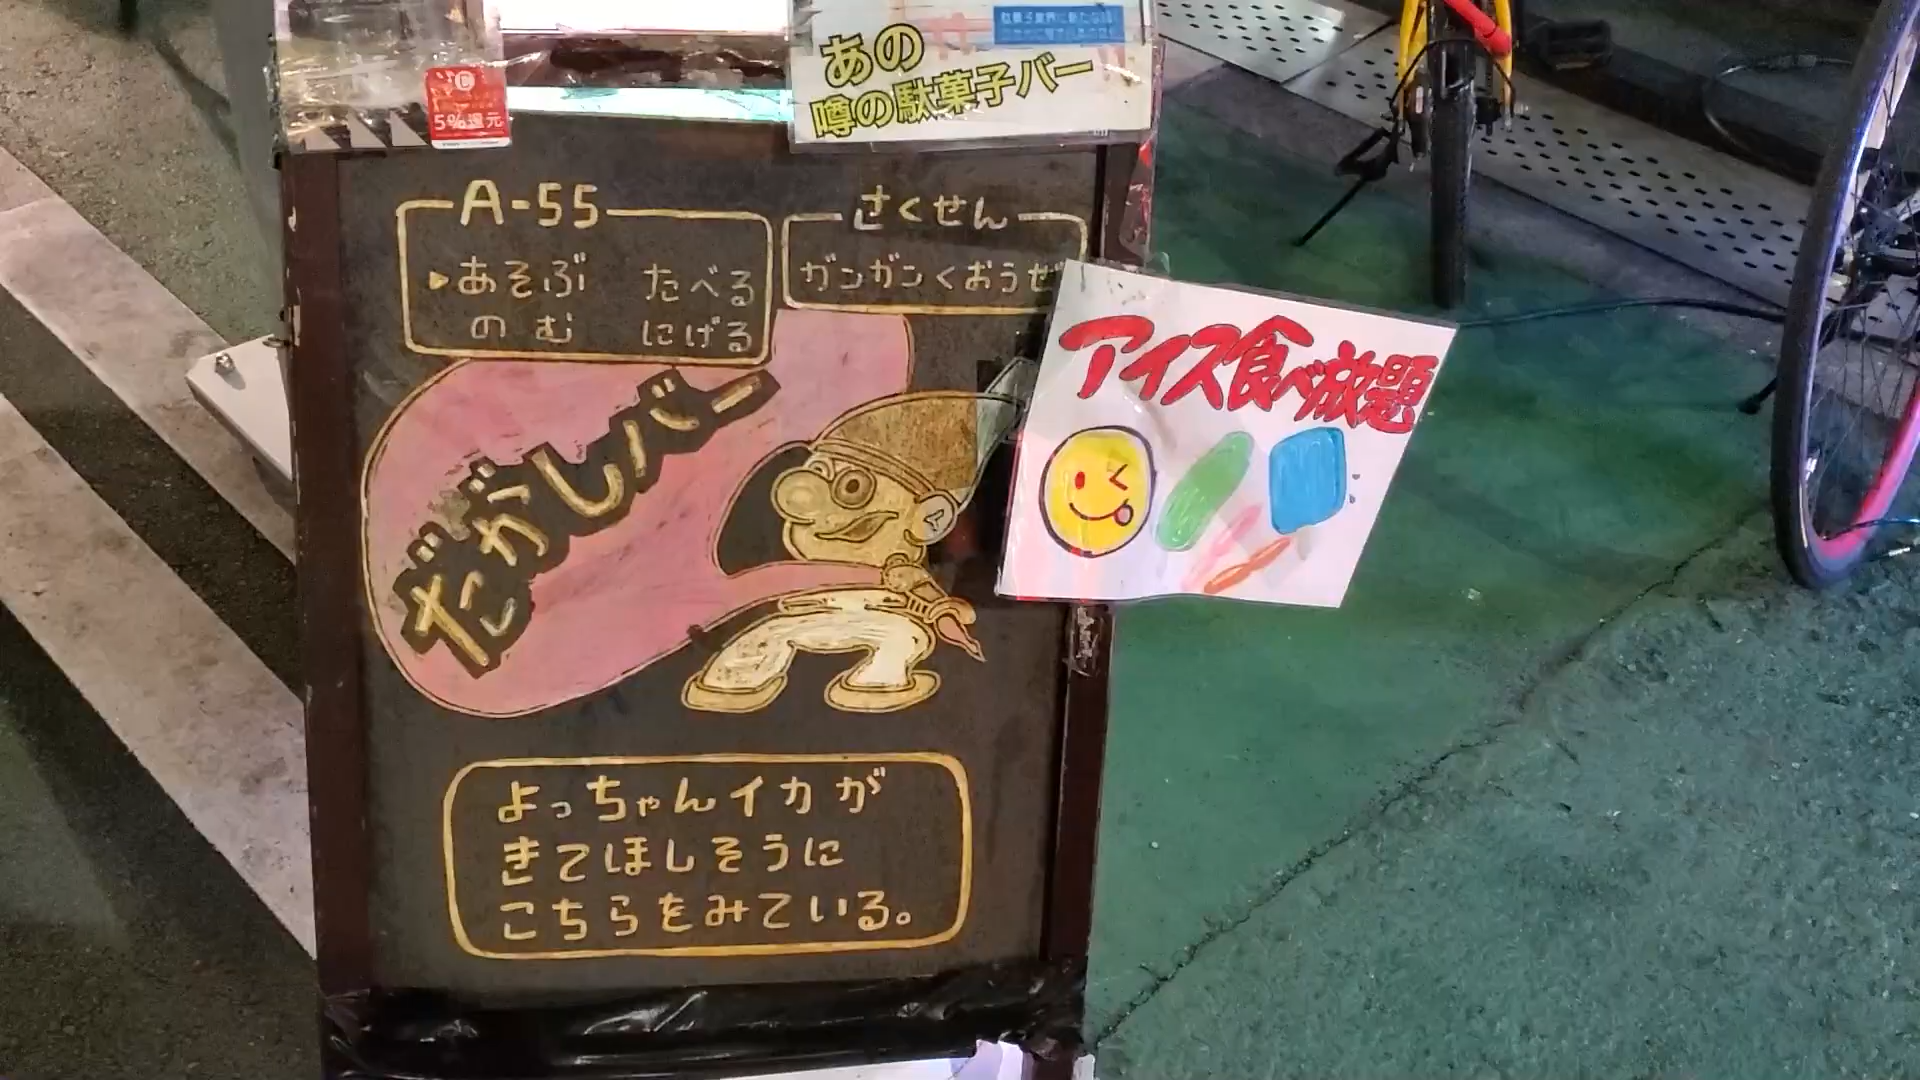 5%還元
あの
噂の駄菓子バー
A-55
▶あそぶ たべる
のむ にげる
さくせん
ガンガンくおうぜ
アイス食べ放題
だがしバー
よっちゃんイカが
きてほしそうに
こちらをみている。